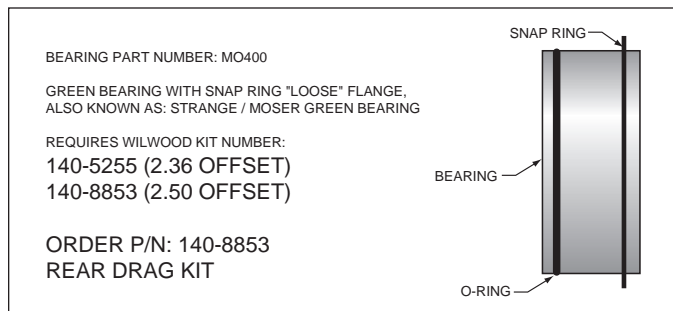 BEARING PART NUMBER: MO400
GREEN BEARING WITH SNAP RING "LOOSE" FLANGE,
ALSO KNOWN AS: STRANGE / MOSER GREEN BEARING
REQUIRES WILWOOD KIT NUMBER:
140-5255 (2.36 OFFSET)
140-8853 (2.50 OFFSET)
ORDER P/N: 140-8853
REAR DRAG KIT
SNAP RING
BEARING
O-RING